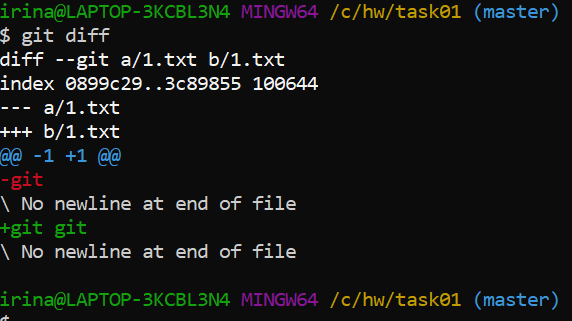 irina@LAPTOP-3KCBL3N4 MINGW64 /c/hw/task01 (master)
$ git diff
diff --git a/1.txt b/1.txt
index 0899c29..3c89855 100644
--- a/1.txt
+++ b/1.txt
@@ -1 +1 @@
-git
\ No newline at end of file
+git git
\ No newline at end of file

irina@LAPTOP-3KCBL3N4 MINGW64 /c/hw/task01 (master)
$